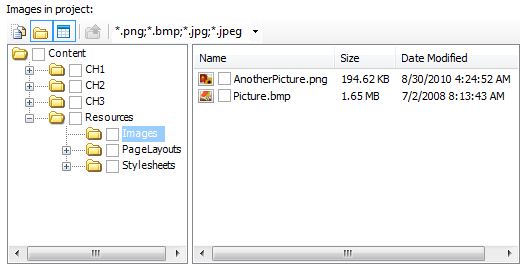 Images in project:
*.png;*.bmp;*.jpg;*.jpeg
Content
CH1
CH2
CH3
Resources
Images
PageLayouts
Stylesheets
Name Size Date Modified
AnotherPicture.png 194.62 KB 8/30/2010 4:24:52 AM
Picture.bmp 1.65 MB 7/2/2008 8:13:43 AM